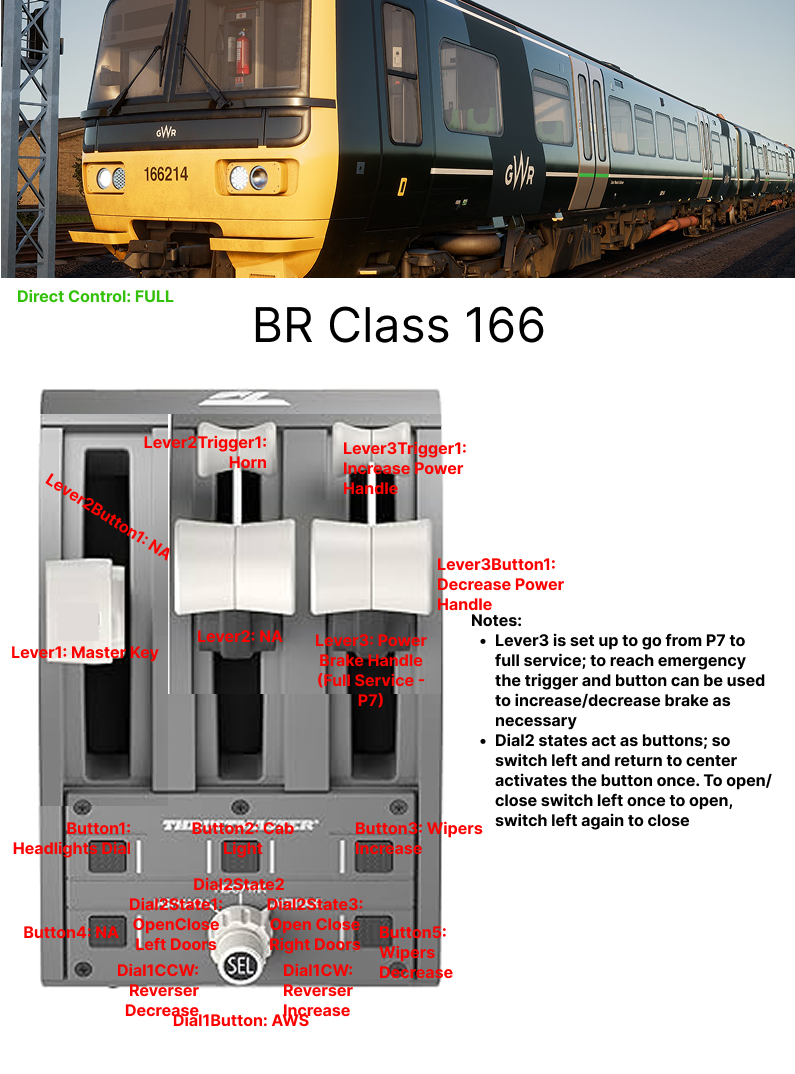 GWR
166214
GWR
Direct Control: FULL
BR Class 166
Lever2Trigger1:
Horn
Lever3Trigger1:
Increase Power
Handle
Lever2Button1: NA
Lever3Button1:
Decrease Power
Handle
Lever1: Master Key
Lever2: NA
Lever3: Power
Brake Handle
(Full Service -
P7)
Notes:
• Lever3 is set up to go from P7 to
full service; to reach emergency
the trigger and button can be used
to increase/decrease brake as
necessary
• Dial2 states act as buttons; so
switch left and return to center
activates the button once. To open/
close switch left once to open,
switch left again to close
THRUSTMASTER
Button1:
Headlights Dial
Button2: Cab
Light
Button3: Wipers
Increase
Dial2State2
Dial2State1:
OpenClose
Left Doors
Dial2State3:
Open Close
Right Doors
Button4: NA
Button5:
Wipers
Decrease
SEL
Dial1CCW:
Reverser
Decrease
Dial1CW:
Reverser
Increase
Dial1Button: AWS